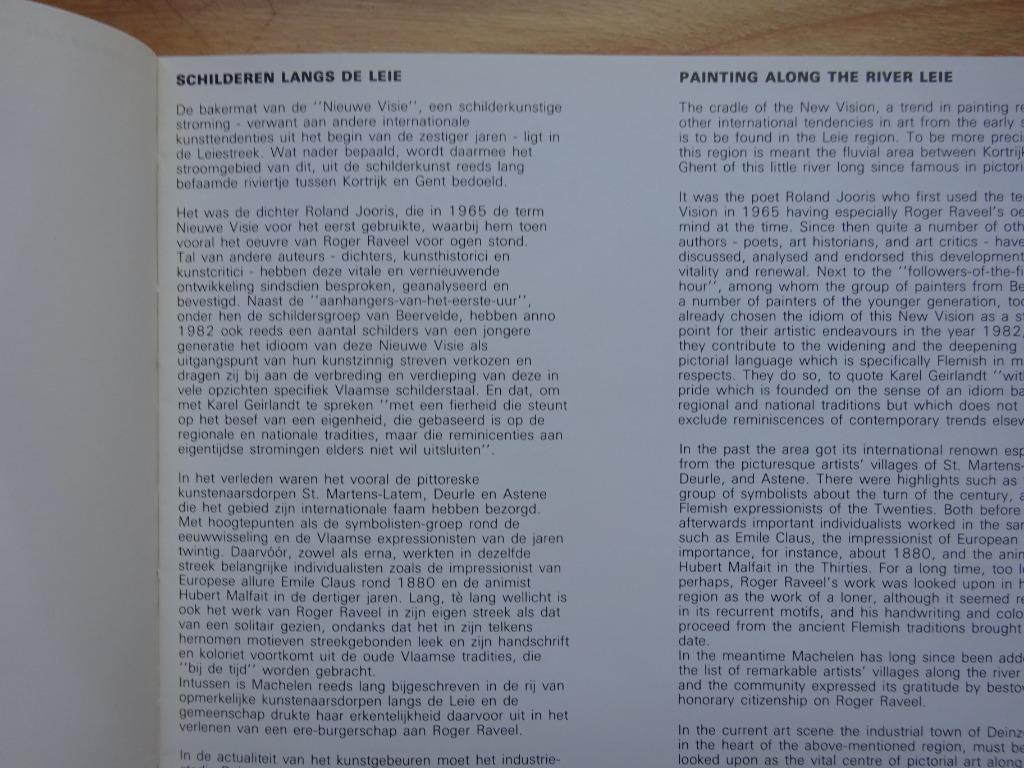 SCHILDEREN LANGS DE LEIE
De bakermat van de "Nieuwe Visie", een schilderkunstige
stroming - verwant aan andere internationale
kunsttendenties uit het begin van de zestiger jaren - ligt in
de Leiestreek. Wat nader bepaald, wordt daarmee het
stroomgebied van dit, uit de schilderkunst reeds lang
befaamde riviertje tussen Kortrijk en Gent bedoeld.
Het was de dichter Roland Jooris, die in 1965 de term
Nieuwe Visie voor het eerst gebruikte, waarbij hem toen
vooral het oeuvre van Roger Raveel voor ogen stond.
Tal van andere auteurs - dichters, kunsthistorici en
kunstcritici - hebben deze vitale en vernieuwende
ontwikkeling sindsdien besproken, geanalyseerd en
bevestigd. Naast de "aanhangers-van-het-eerste-uur",
onder hen de schildersgroep van Beervelde, hebben anno
1982 ook reeds een aantal schilders van een jongere
generatie het idioom van deze Nieuwe Visie als
uitgangspunt van hun kunstzinnig streven verkozen en
dragen zij bij aan de verbreding en verdieping van deze in
vele opzichten specifiek Vlaamse schilderstaal. En dat, om
met Karel Geirlandt te spreken "met een fierheid die steunt
op het besef van een eigenheid, die gebaseerd is op de
regionale en nationale tradities, maar die reminicenties aan
eigentijdse stromingen elders niet wil uitsluiten".
In het verleden waren het vooral de pittoreske
kunstenaarsdorpen St. Martens-Latem, Deurle en Astene
die het gebied zijn internationale faam hebben bezorgd.
Met hoogtepunten als de symbolisten-groep rond de
eeuwwisseling en de Vlaamse expressionisten van de jaren
twintig. Daarvóór, zowel als erna, werkten in dezelfde
streek belangrijke individualisten zoals de impressionist van
Europese allure Emile Claus rond 1880 en de animist
Hubert Malfait in de dertiger jaren. Lang, tè lang wellicht is
ook het werk van Roger Raveel in zijn eigen streek als dat
van een solitair gezien, ondanks dat het in zijn telkens
hernomen motieven streekgebonden leek en zijn handschrift
en koloriet voortkomt uit de oude Vlaamse tradities, die
"bij de tijd" worden gebracht.
Intussen is Machelen reeds lang bijgeschreven in de rij van
opmerkelijke kunstenaarsdorpen langs de Leie en de
gemeenschap drukte haar erkentelijkheid daarvoor uit in het
verlenen van een ere-burgerschap aan Roger Raveel.
In de actualiteit van het kunstgebeuren moet het industrie-
PAINTING ALONG THE RIVER LEIE
The cradle of the New Vision, a trend in painting
other international tendencies in art from the early
is to be found in the Leie region. To be more
this region is meant the fluvial area between
Ghent of this little river long since famous in
It was the poet Roland Jooris who first used the
Vision in 1965 having especially Roger Raveel's
mind at the time. Since then quite a number of
authors - poets, art historians, and art critics - have
discussed, analysed and endorsed this development
vitality and renewal. Next to the
hour", among whom the group of painters from
a number of painters of the younger generation,
already chosen the idiom of this New Vision as a
point for their artistic endeavours in the year 1982,
they contribute to the widening and the deepening
pictorial language which is specifically Flemish in
respects. They do so, to quote Karel Geirlandt
pride which is founded on the sense of an idiom
regional and national traditions but which does not
exclude reminiscences of contemporary trends
In the past the area got its international renown
from the picturesque artists' villages of St.
Deurle, and Astene. There were highlights such as
group of symbolists about the turn of the century,
Flemish expressionists of the Twenties. Both before
afterwards important individualists worked in the
such as Emile Claus, the impressionist of European
importance, for instance, about 1880, and the
Hubert Malfait in the Thirties. For a long time, too
perhaps, Roger Raveel's work was looked upon in
region as the work of a loner, although it seemed
in its recurrent motifs, and his handwriting and
proceed from the ancient Flemish traditions brought
date.
In the meantime Machelen has long since been
the list of remarkable artists' villages along the river
and the community expressed its gratitude by
honorary citizenship on Roger Raveel.
In the current art scene the industrial town of
in the heart of the above-mentioned region, must
looked upon as the vital centre of pictorial art